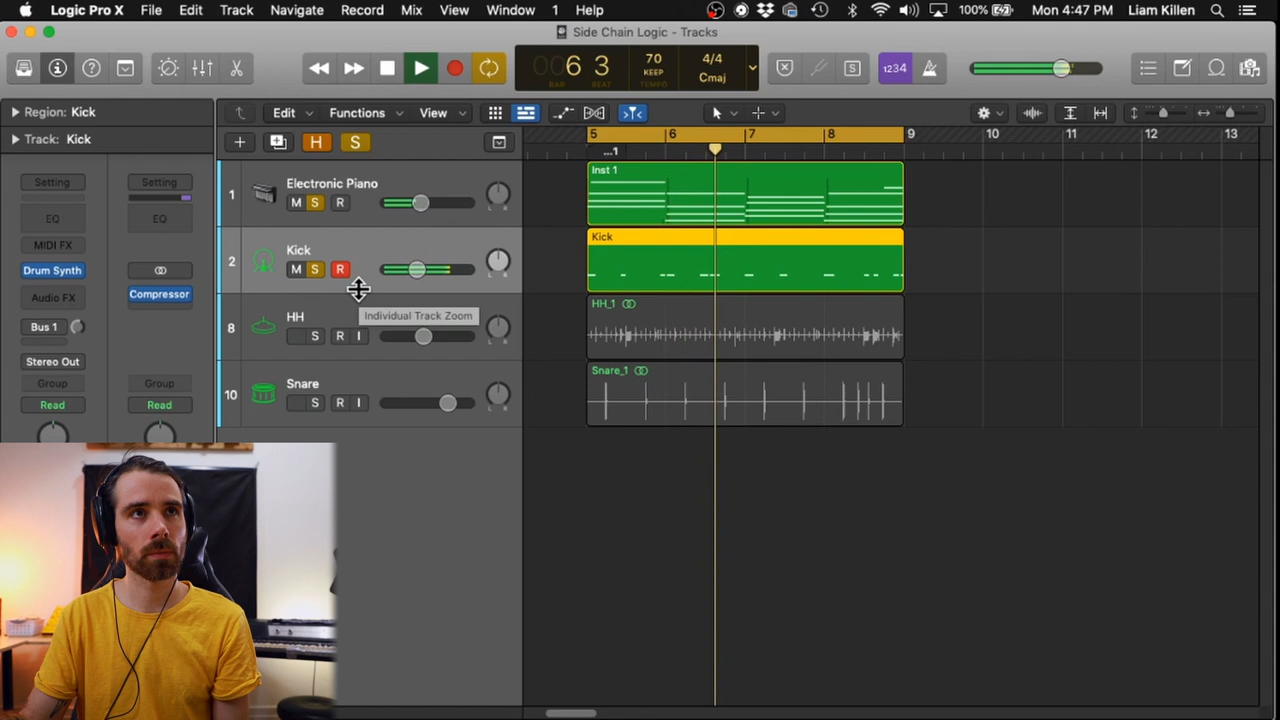 Logic Pro X File Edit Track Navigate Record Mix View Window 1 Help 100% Mon 4:47 PM Liam Killen
Side Chain Logic - Tracks
006 3 70 4/4
BAR BEAT KEEP TEMPO Cmaj
1234
Region: Kick
Edit Functions View
Track: Kick
H S
5 6 7 8 9 10 11 12 13
...1
Setting Setting
EQ EQ
MIDI FX
Drum Synth
Audio FX Compressor
Bus 1
Stereo Out
Group Group
Read Read
1 Electronic Piano
M S R L R
Inst 1
2 Kick
M S R L R
Kick
Individual Track Zoom
8 HH
S R I L R
HH_1
10 Snare
S R I L R
Snare_1